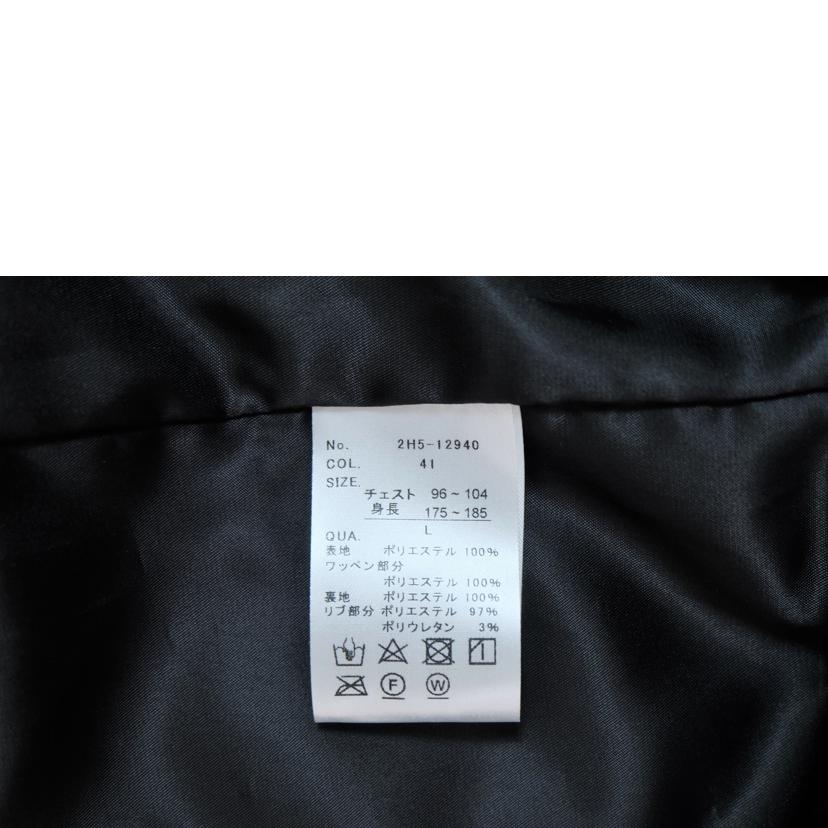 No. 2H5-12940
COL. 41
SIZE.
チェスト 96~104
身長 175~185
L
QUA.
表地 ポリエステル 100%
ワッペン部分
ポリエステル 100%
裏地 ポリエステル 100%
リブ部分 ポリエステル 97%
ポリウレタン 3%
F W